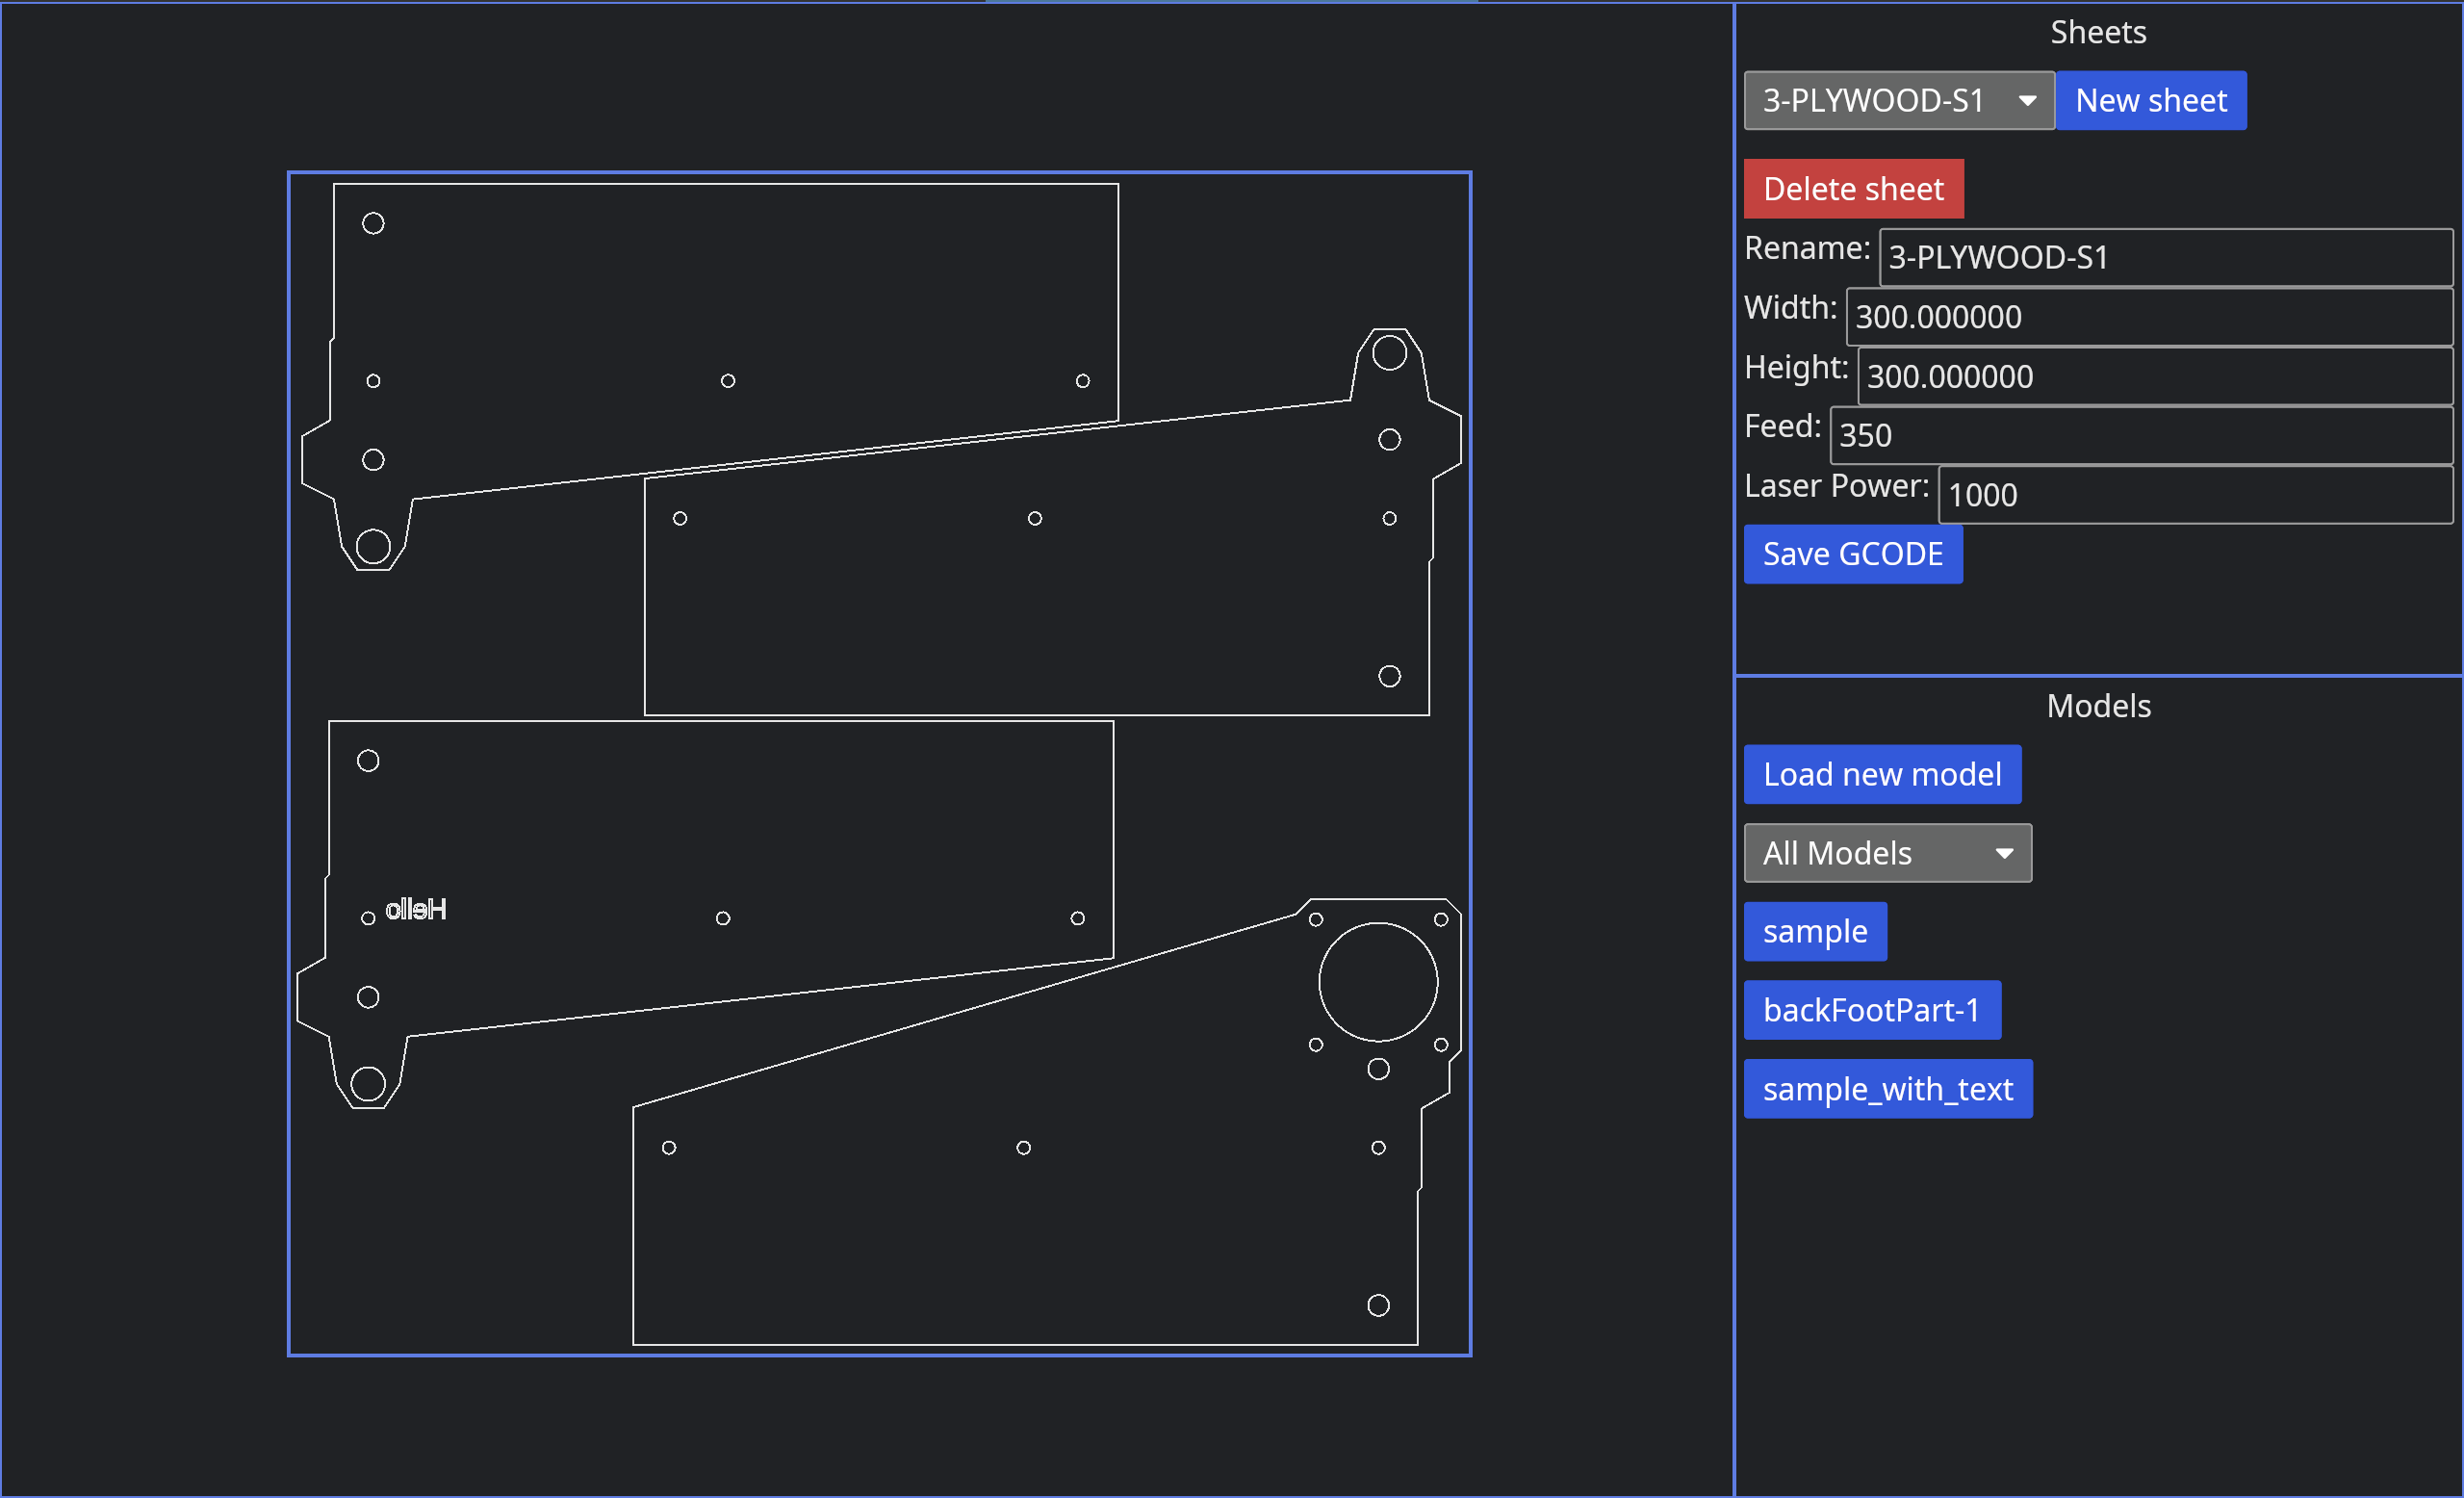 Sheets
3-PLYWOOD-S1
New sheet
Delete sheet
Rename: 3-PLYWOOD-S1
Width: 300.000000
Height: 300.000000
Feed: 350
Laser Power: 1000
Save GCODE
Models
Load new model
All Models
sample
backFootPart-1
sample_with_text
Hello